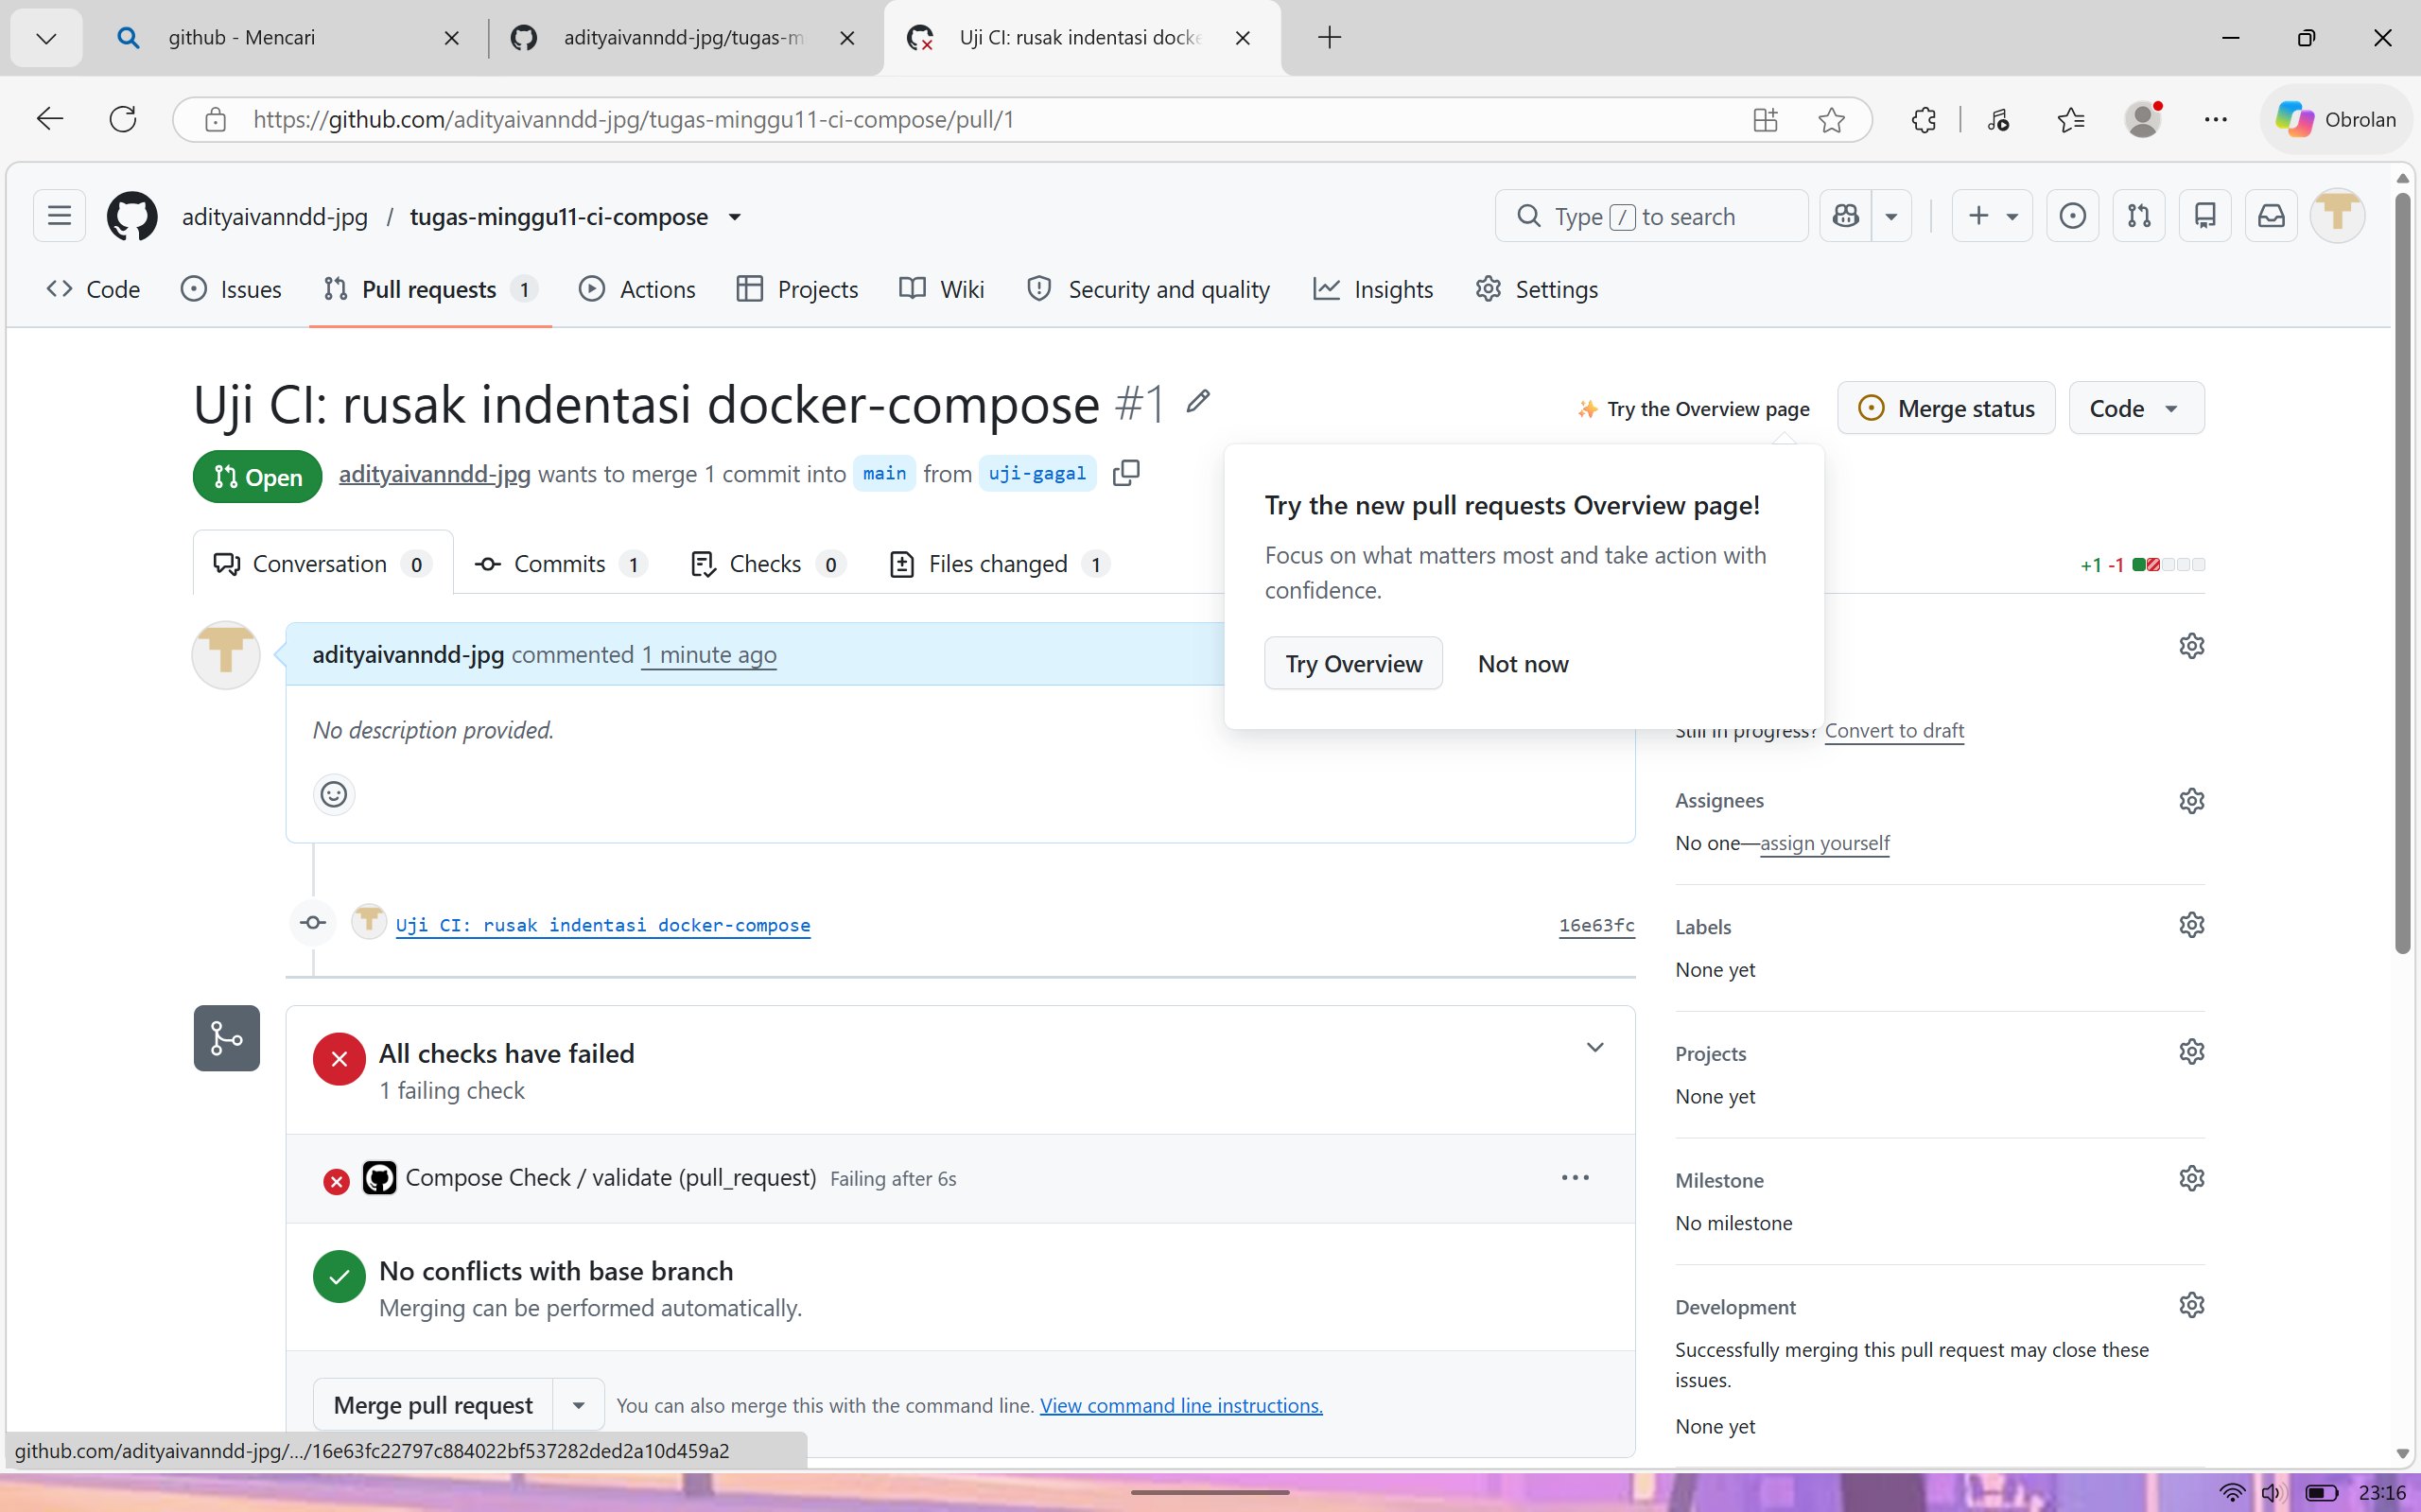 github - Mencari
adityaivanndd-jpg/tugas-m
Uji CI: rusak indentasi docke
https://github.com/adityaivanndd-jpg/tugas-minggu11-ci-compose/pull/1
Obrolan
adityaivanndd-jpg / tugas-minggu11-ci-compose
Type / to search
Code
Issues
Pull requests 1
Actions
Projects
Wiki
Security and quality
Insights
Settings
Uji CI: rusak indentasi docker-compose #1
Try the Overview page
Merge status
Code
Open
adityaivanndd-jpg wants to merge 1 commit into main from uji-gagal
Try the new pull requests Overview page!
Focus on what matters most and take action with
confidence.
Try Overview
Not now
Conversation 0
Commits 1
Checks 0
Files changed 1
+1 -1
adityaivanndd-jpg commented 1 minute ago
No description provided.
Still in progress? Convert to draft
Assignees
No one—assign yourself
Uji CI: rusak indentasi docker-compose
16e63fc
Labels
None yet
All checks have failed
1 failing check
Projects
None yet
Compose Check / validate (pull_request) Failing after 6s
Milestone
No milestone
No conflicts with base branch
Merging can be performed automatically.
Development
Successfully merging this pull request may close these
issues.
None yet
Merge pull request
You can also merge this with the command line. View command line instructions.
github.com/adityaivanndd-jpg/.../16e63fc22797c884022bf537282ded2a10d459a2
23:16